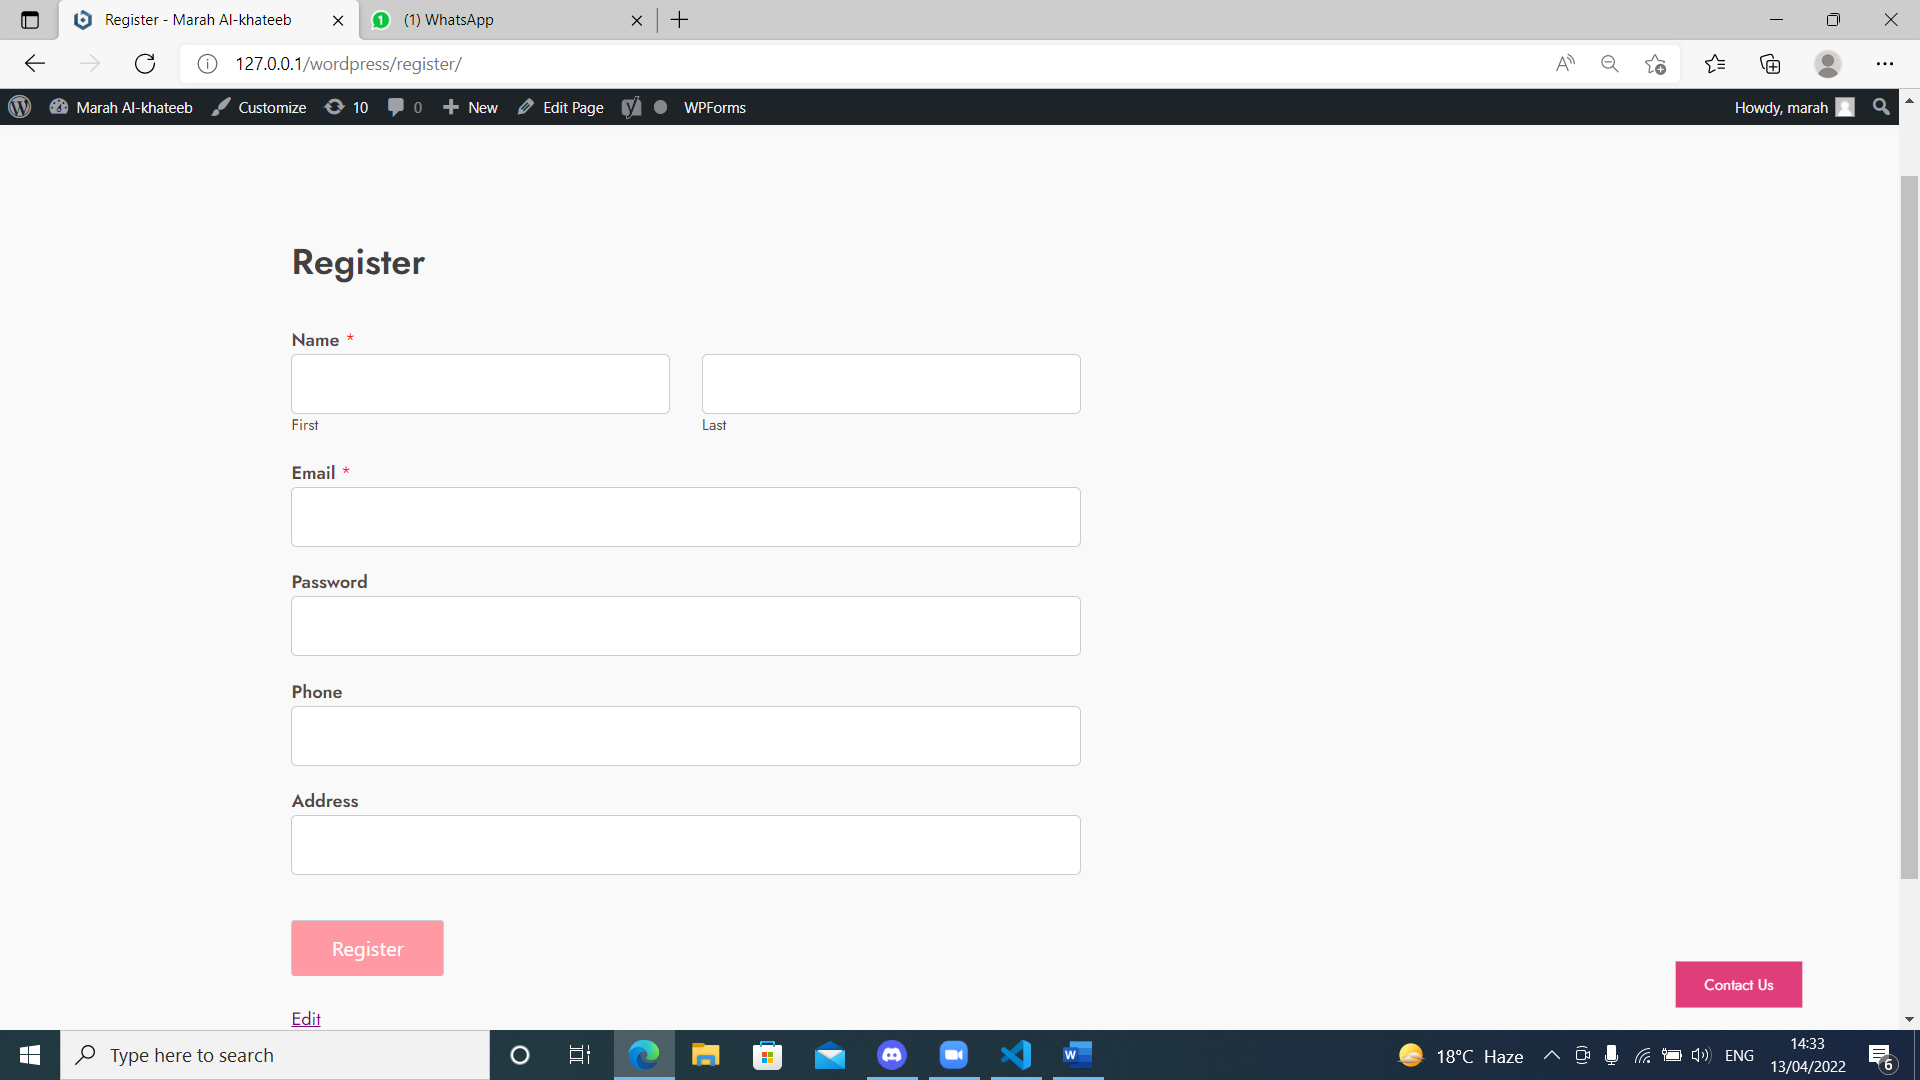 Register - Marah Al-khateeb
(1) WhatsApp
127.0.0.1/wordpress/register/
Marah Al-khateeb Customize 10 0 New Edit Page WPForms Howdy, marah
Register
Name *
First Last
Email *
Password
Phone
Address
Register
Contact Us
Edit
Type here to search
18°C Haze
ENG
14:33
13/04/2022
6